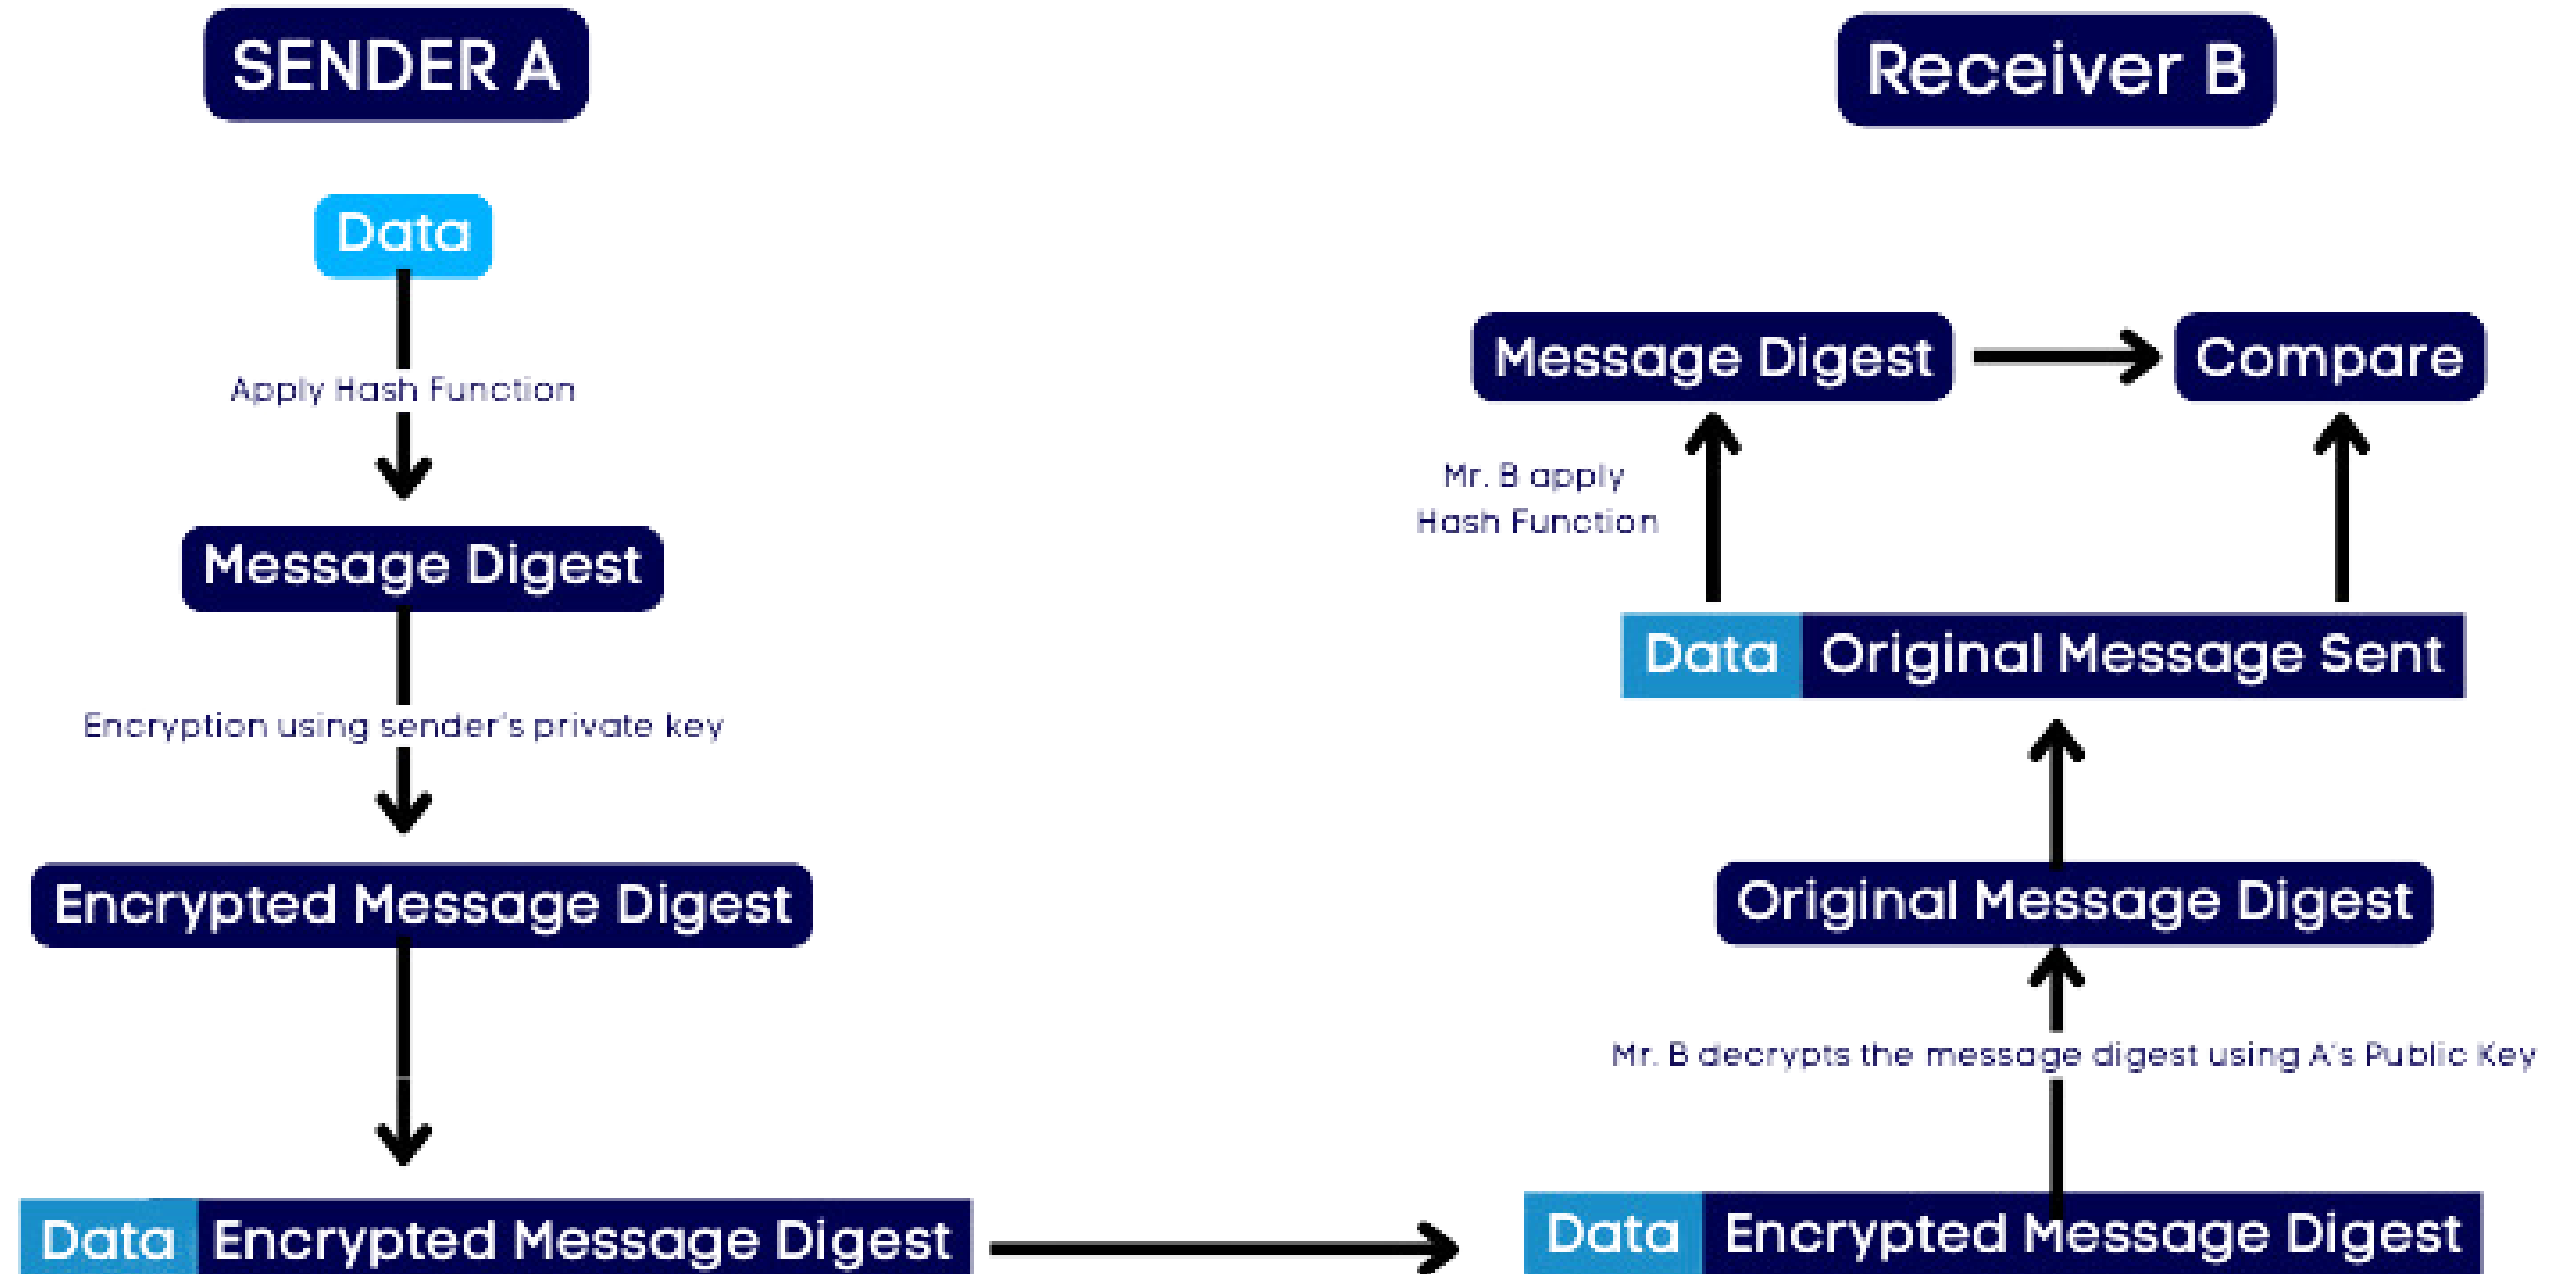 SENDER A
Receiver B
Data
Apply Hash Function
Message Digest
Encryption using sender's private key
Encrypted Message Digest
Data Encrypted Message Digest
Message Digest
Compare
Mr. B apply
Hash Function
Data Original Message Sent
Original Message Digest
Mr. B decrypts the message digest using A's Public Key
Data Encrypted Message Digest